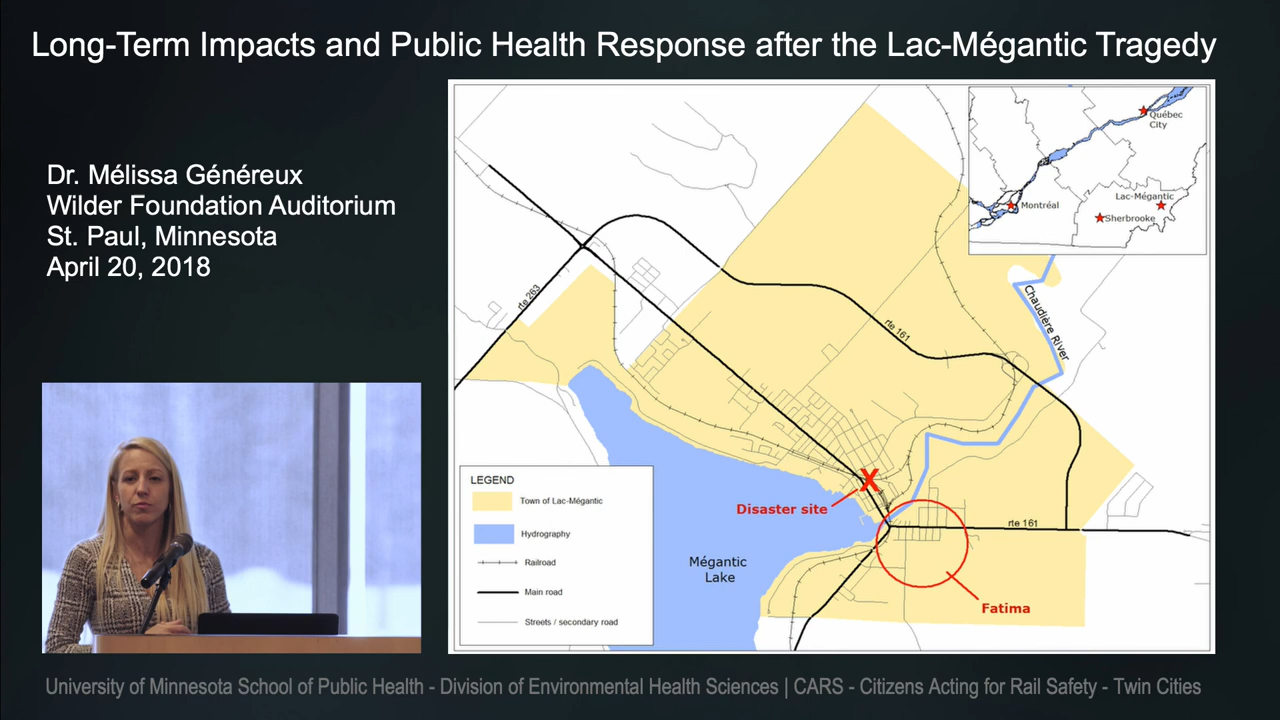 Long-Term Impacts and Public Health Response after the Lac-Mégantic Tragedy
Dr. Mélissa Généreux
Wilder Foundation Auditorium
St. Paul, Minnesota
April 20, 2018
Québec
City
Lac-Mégantic
Montréal
Sherbrooke
rte 263
rte 161
Chaudière River
LEGEND
Town of Lac-Mégantic
Hydrography
Railroad
Main road
Streets / secondary road
Disaster site
X
rte 161
Mégantic
Lake
Fatima
University of Minnesota School of Public Health - Division of Environmental Health Sciences | CARS - Citizens Acting for Rail Safety - Twin Cities